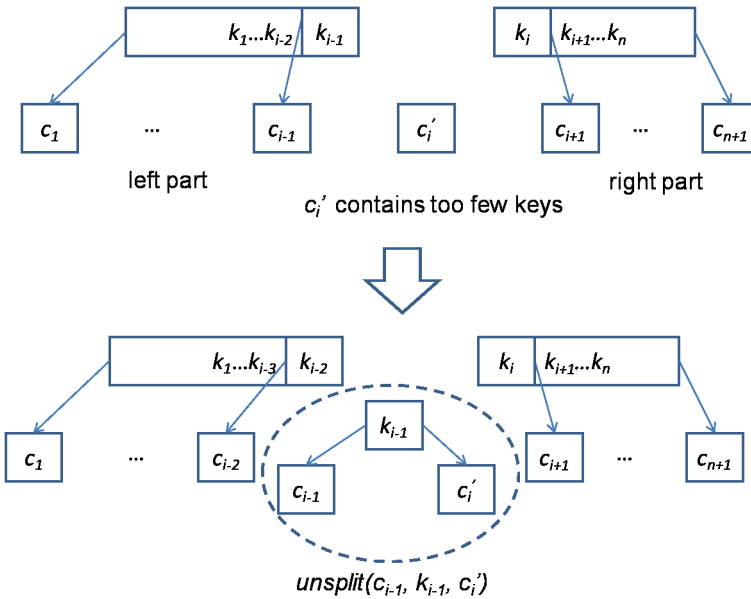 k₁...kᵢ₋₂ kᵢ₋₁ kᵢ kᵢ₊₁...kₙ
c₁ ... cᵢ₋₁ cᵢ′ cᵢ₊₁ ... cₙ₊₁
left part right part
cᵢ’ contains too few keys
k₁...kᵢ₋₃ kᵢ₋₂ kᵢ kᵢ₊₁...kₙ
kᵢ₋₁
c₁ ... cᵢ₋₂ cᵢ₊₁ ... cₙ₊₁
cᵢ₋₁ cᵢ′
unsplit(cᵢ₋₁, kᵢ₋₁, cᵢ’)